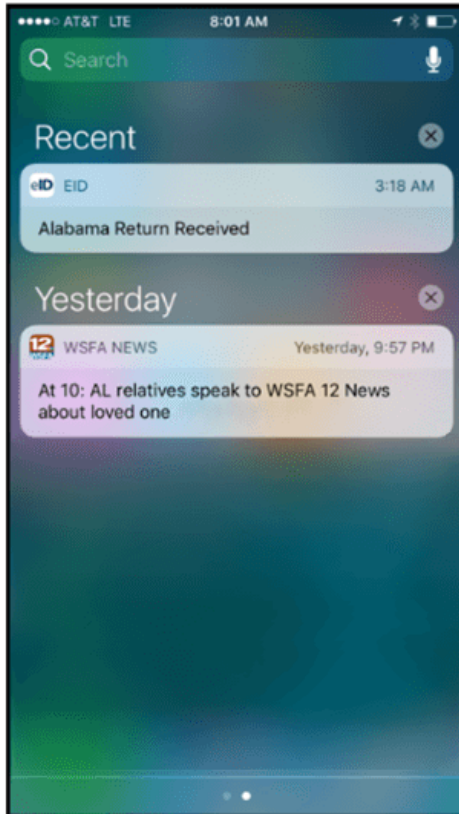 AT&T LTE 8:01 AM
Search
Recent
eID EID 3:18 AM
Alabama Return Received
Yesterday
12 WSFA NEWS Yesterday, 9:57 PM
At 10: AL relatives speak to WSFA 12 News
about loved one